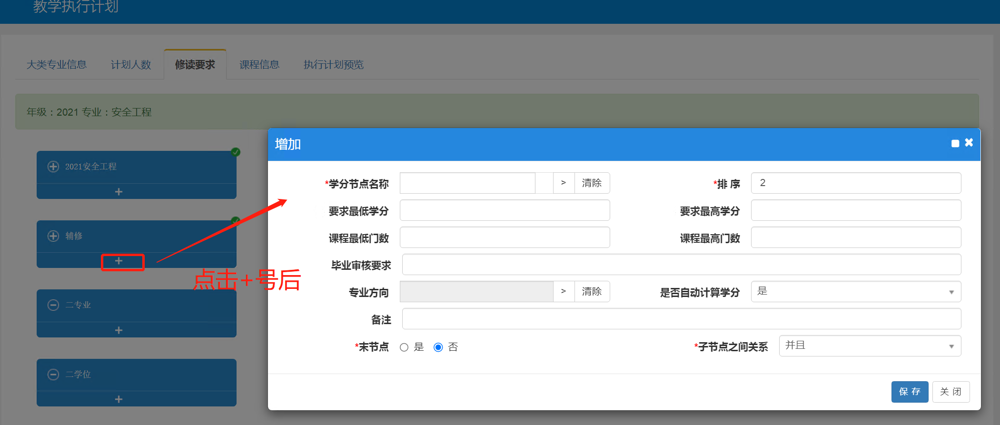 教学执行计划
大类专业信息 计划人数 修读要求 课程信息 执行计划预览
年级：2021 专业：安全工程
2021安全工程
+
辅修
+
点击+号后
二专业
+
二学位
+
增加
*学分节点名称 > 清除 *排 序 2
要求最低学分 要求最高学分
课程最低门数 课程最高门数
毕业审核要求
专业方向 > 清除 是否自动计算学分 是
备注
*末节点 是 否 *子节点之间关系 并且
保 存 关 闭